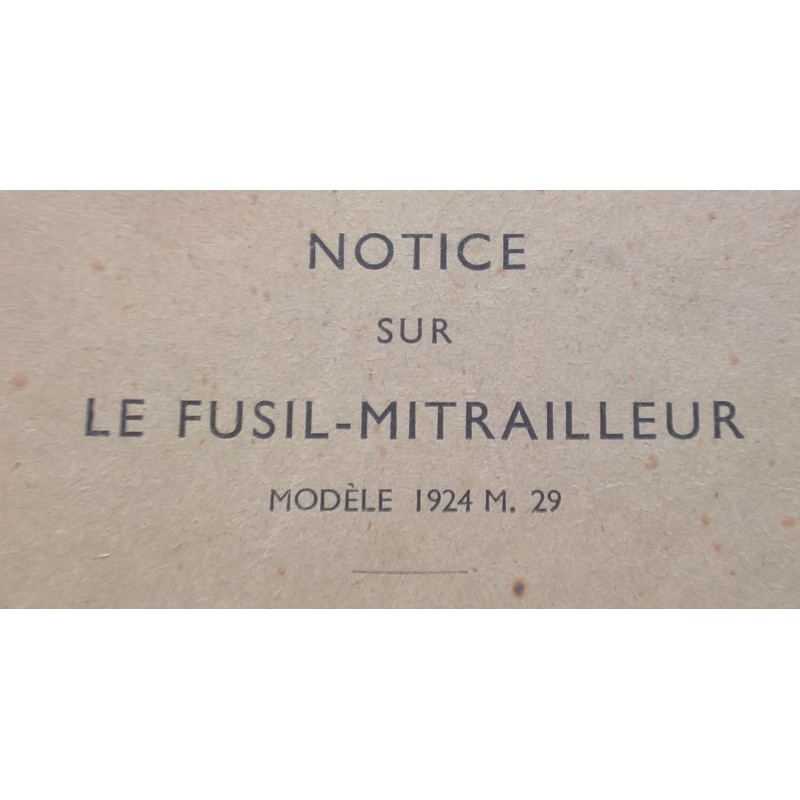 NOTICE
SUR
LE FUSIL-MITRAILLEUR
MODÈLE 1924 M. 29